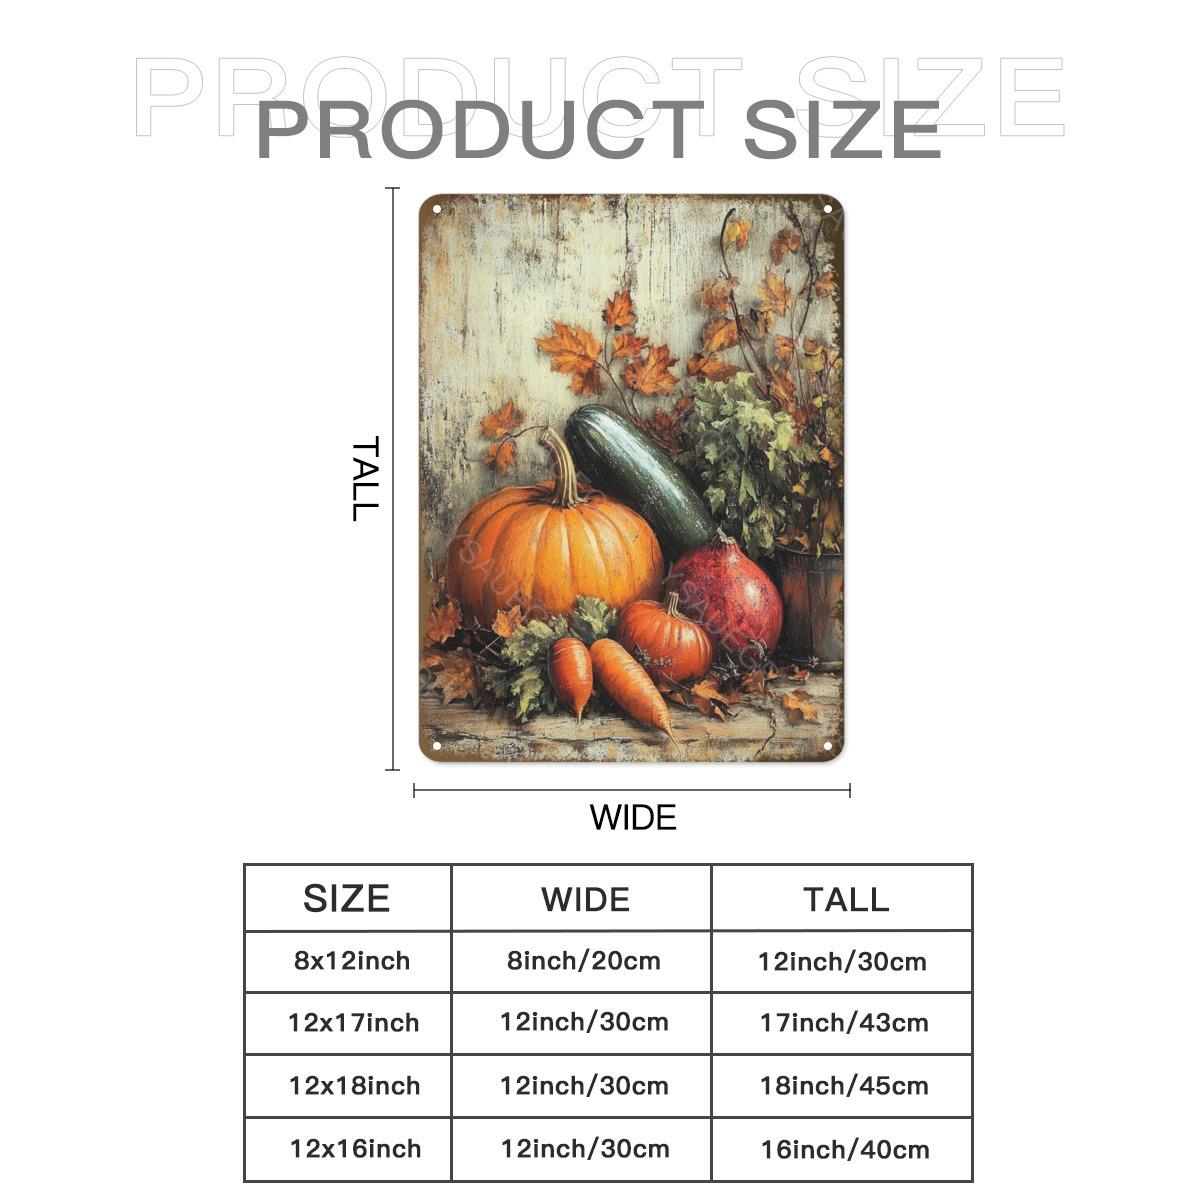 PRODUCT SIZE
PRODUCT SIZE
TALL
WIDE
SIZE WIDE TALL
8x12inch 8inch/20cm 12inch/30cm
12x17inch 12inch/30cm 17inch/43cm
12x18inch 12inch/30cm 18inch/45cm
12x16inch 12inch/30cm 16inch/40cm